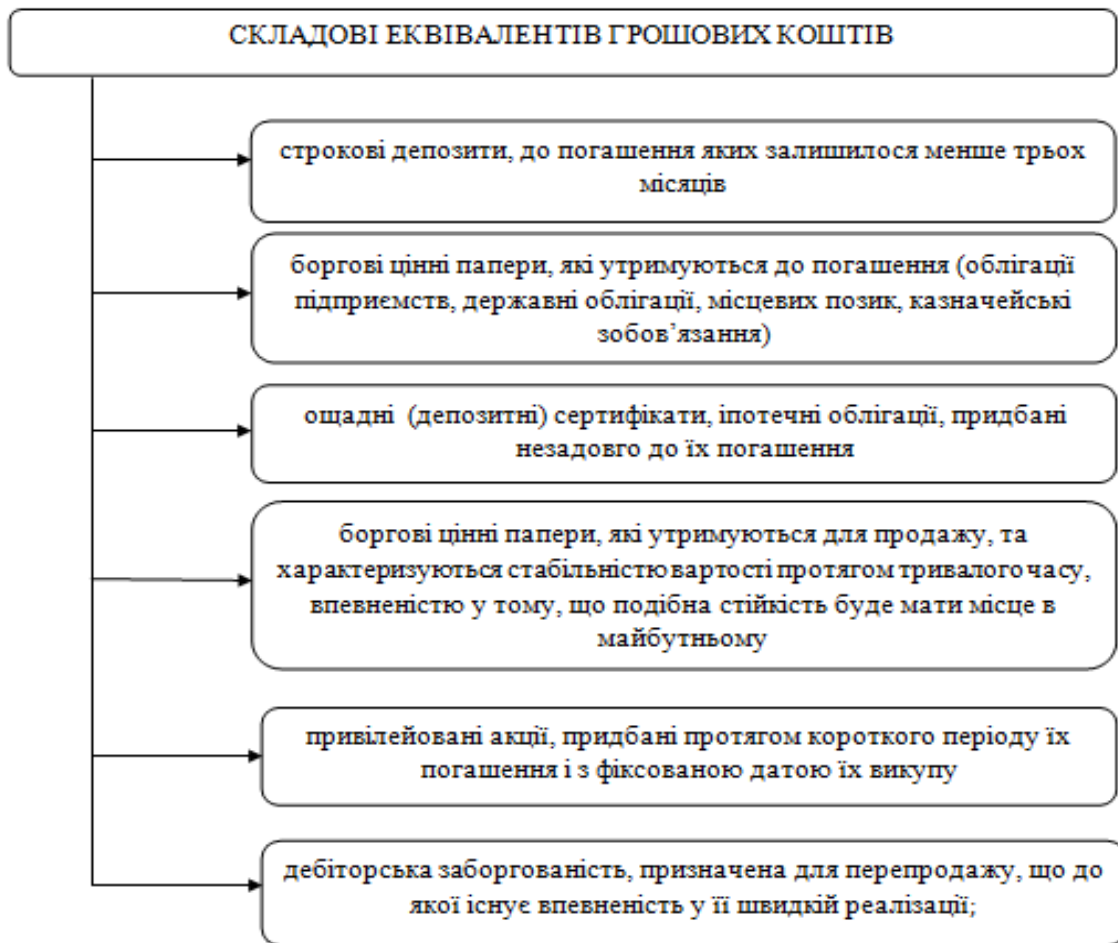 СКЛАДОВІ ЕКВІВАЛЕНТІВ ГРОШОВИХ КОШТІВ
строкові депозити, до погашення яких залишилося менше трьох
місяців
боргові цінні папери, які утримуються до погашення (облігації
підприємств, державні облігації, місцевих позик, казначейські
зобов’язання)
ощадні (депозитні) сертифікати, іпотечні облігації, придбані
незадовго до їх погашення
боргові цінні папери, які утримуються для продажу, та
характеризуються стабільністю вартості протягом тривалого часу,
впевненістю у тому, що подібна стійкість буде мати місце в
майбутньому
привілейовані акції, придбані протягом короткого періоду їх
погашення і з фіксованою датою їх викупу
дебіторська заборгованість, призначена для перепродажу, що до
якої існує впевненість у її швидкій реалізації;